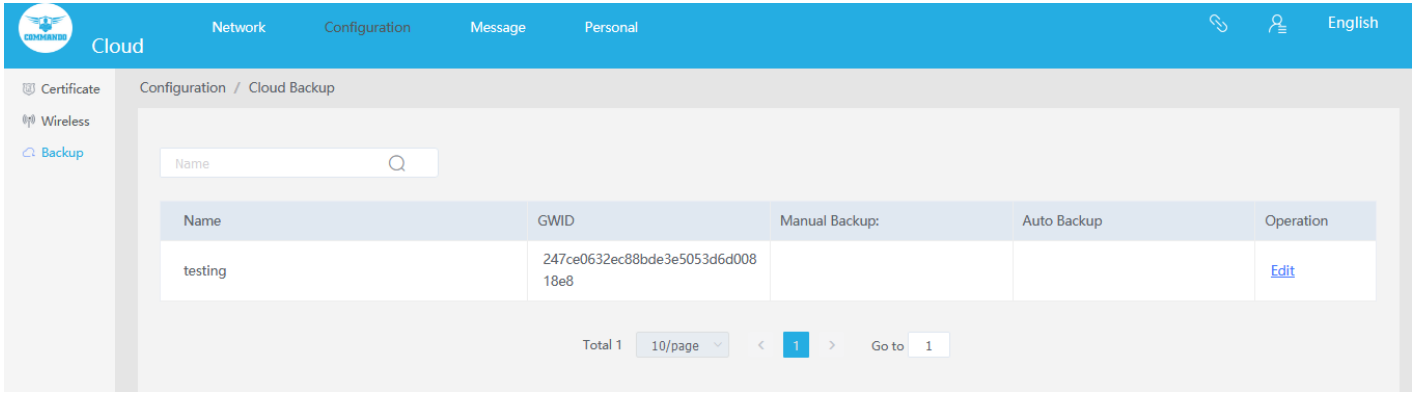 COMMANDO
Cloud
Network
Configuration
Message
Personal
English
Certificate
Wireless
Backup
Configuration / Cloud Backup
Name
Name
GWID
Manual Backup:
Auto Backup
Operation
testing
247ce0632ec88bde3e5053d6d008
18e8
Edit
Total 1
10/page
<
1
>
Go to
1